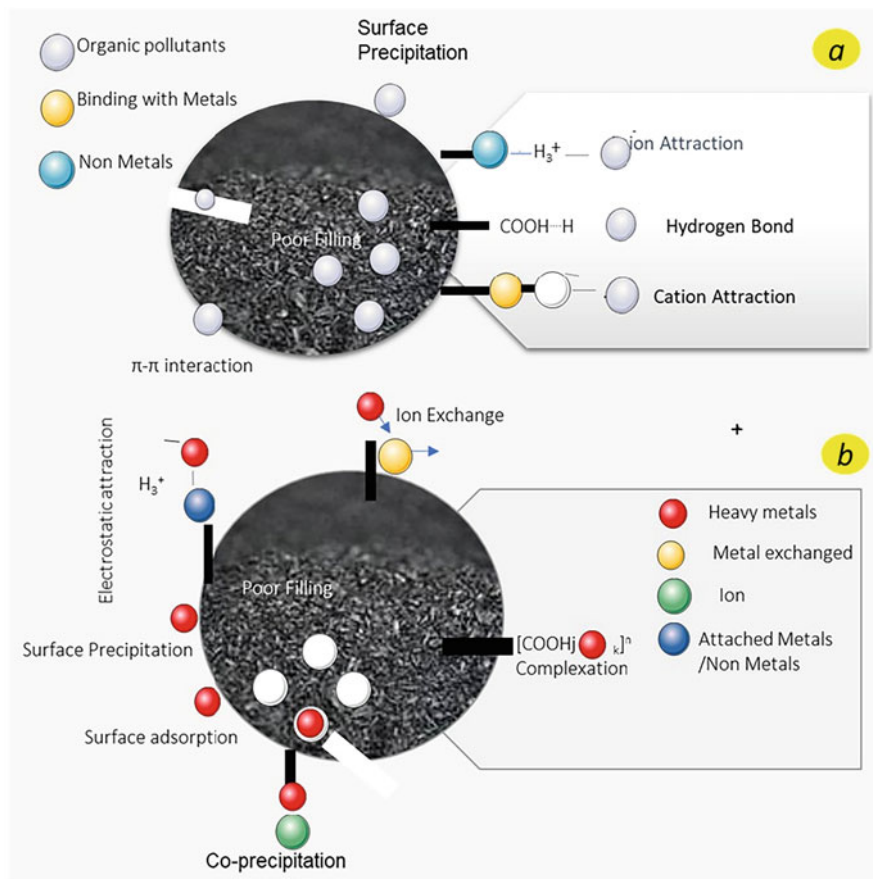 Organic pollutants
Binding with Metals
Non Metals
Surface
Precipitation
a
H₃⁺
ion Attraction
COOH···H
Hydrogen Bond
Cation Attraction
Poor Filling
π-π interaction
Ion Exchange
+
b
Electrostatic attraction
H₃⁺
Poor Filling
Surface Precipitation
Surface adsorption
Co-precipitation
[COOHj ₖ]ⁿ
Complexation
Heavy metals
Metal exchanged
Ion
Attached Metals
/Non Metals